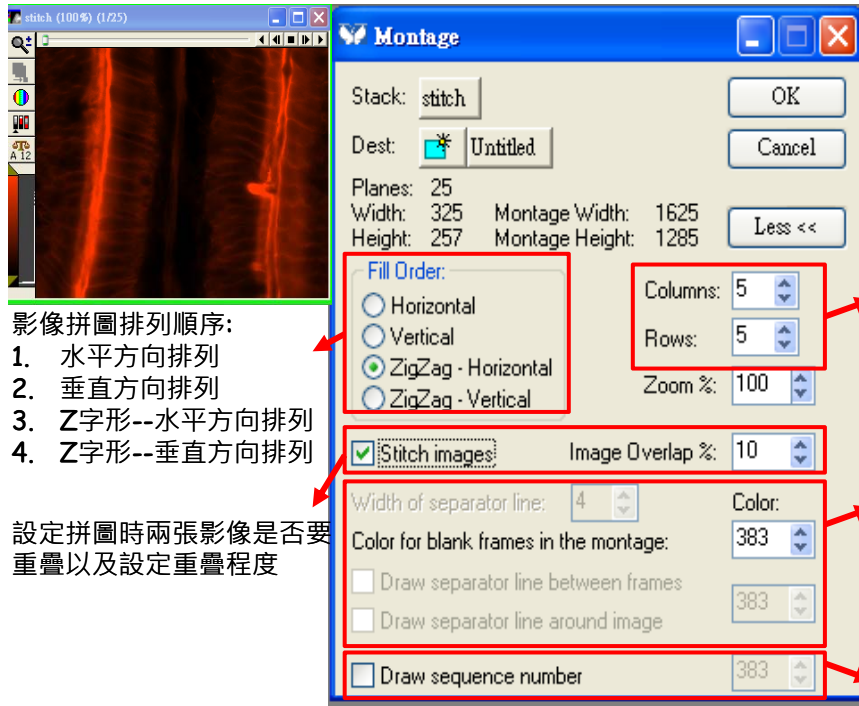 stitch (100%) (1/25)
A 12
影像拼圖排列順序:
1. 水平方向排列
2. 垂直方向排列
3. Z字形--水平方向排列
4. Z字形--垂直方向排列
設定拼圖時兩張影像是否要
重疊以及設定重疊程度
Montage
Stack: stitch
OK
Dest: Untitled
Cancel
Planes: 25
Width: 325 Montage Width: 1625
Height: 257 Montage Height: 1285
Less <<
Fill Order:
Horizontal
Vertical
ZigZag - Horizontal
ZigZag - Vertical
Columns: 5
Rows: 5
Zoom %: 100
Stitch images Image Overlap %: 10
Width of separator line: 4 Color:
Color for blank frames in the montage: 383
Draw separator line between frames
Draw separator line around image 383
Draw sequence number 383